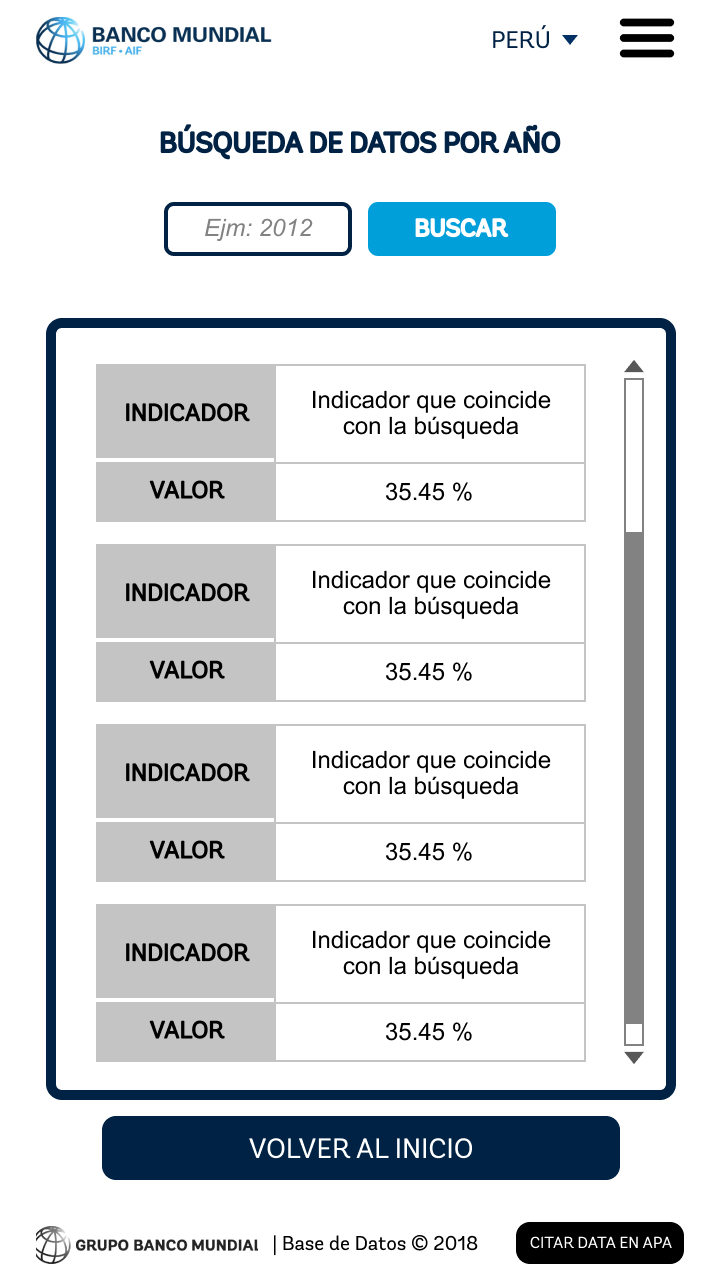 BANCO MUNDIAL
BIRF • AIF
PERÚ
BÚSQUEDA DE DATOS POR AÑO
Ejm: 2012
BUSCAR
INDICADOR
Indicador que coincide
con la búsqueda
VALOR
35.45 %
INDICADOR
Indicador que coincide
con la búsqueda
VALOR
35.45 %
INDICADOR
Indicador que coincide
con la búsqueda
VALOR
35.45 %
INDICADOR
Indicador que coincide
con la búsqueda
VALOR
35.45 %
VOLVER AL INICIO
GRUPO BANCO MUNDIAL | Base de Datos © 2018
CITAR DATA EN APA